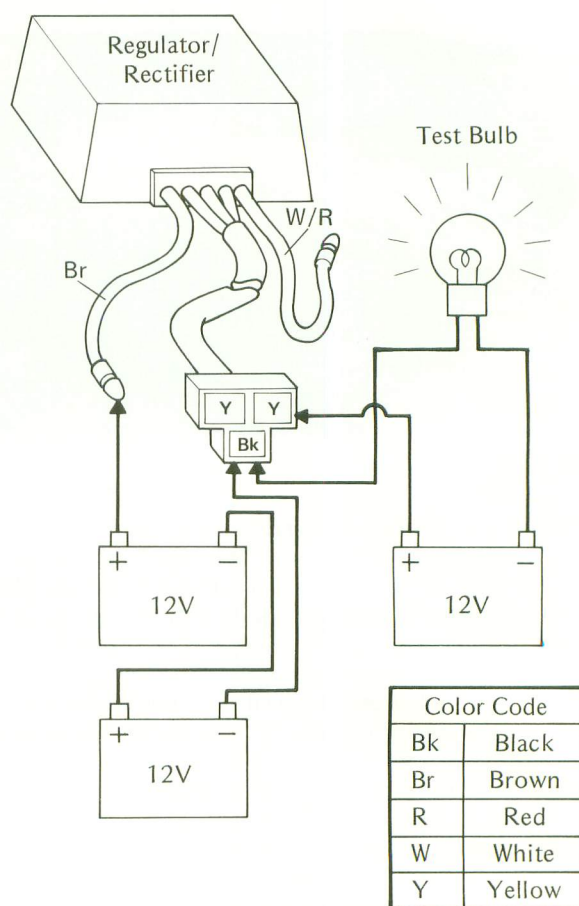 Regulator/
Rectifier
Test Bulb
W/R
Br
Y Y
Bk
+ − 12V
+ − 12V
+ − 12V
Color Code
Bk Black
Br Brown
R Red
W White
Y Yellow